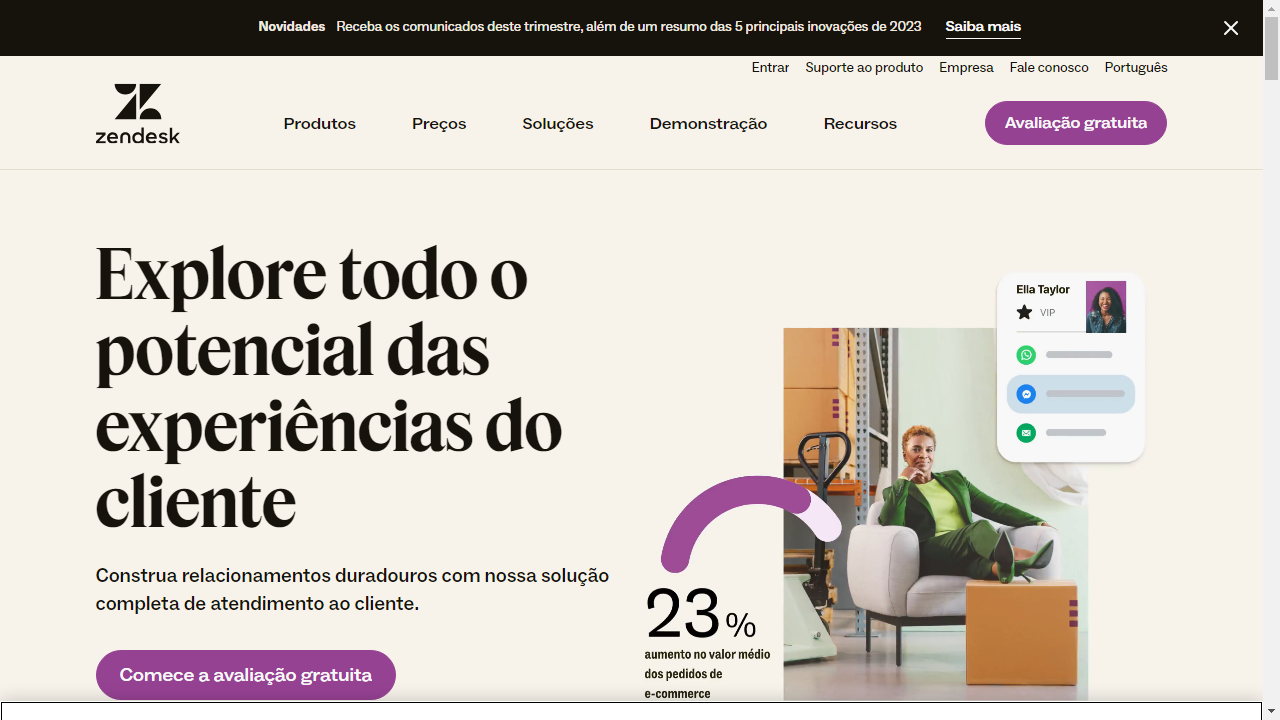 Novidades Receba os comunicados deste trimestre, além de um resumo das 5 principais inovações de 2023 Saiba mais
Entrar Suporte ao produto Empresa Fale conosco Português
zendesk
Produtos Preços Soluções Demonstração Recursos Avaliação gratuita
Explore todo o
potencial das
experiências do
cliente
Construa relacionamentos duradouros com nossa solução
completa de atendimento ao cliente.
Comece a avaliação gratuita
Ella Taylor
VIP
23%
aumento no valor médio
dos pedidos de
e-commerce